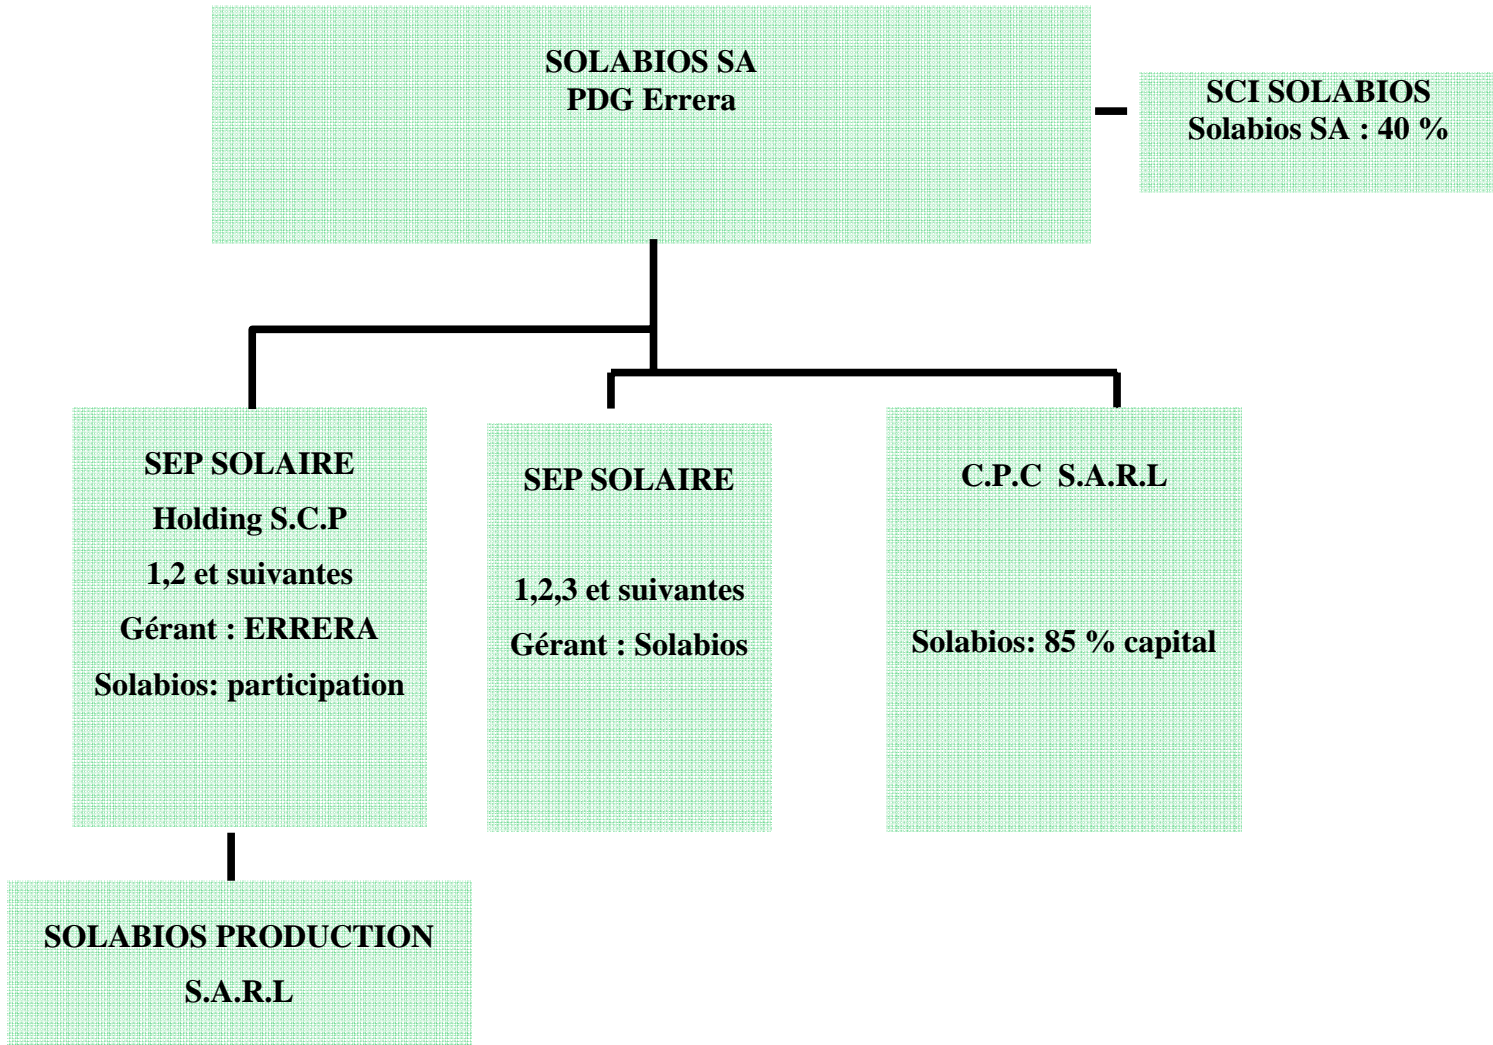 SOLABIOS SA
PDG Errera
SCI SOLABIOS
Solabios SA : 40 %
SEP SOLAIRE
Holding S.C.P
1,2 et suivantes
Gérant : ERRERA
Solabios: participation
SEP SOLAIRE
1,2,3 et suivantes
Gérant : Solabios
C.P.C S.A.R.L
Solabios: 85 % capital
SOLABIOS PRODUCTION
S.A.R.L